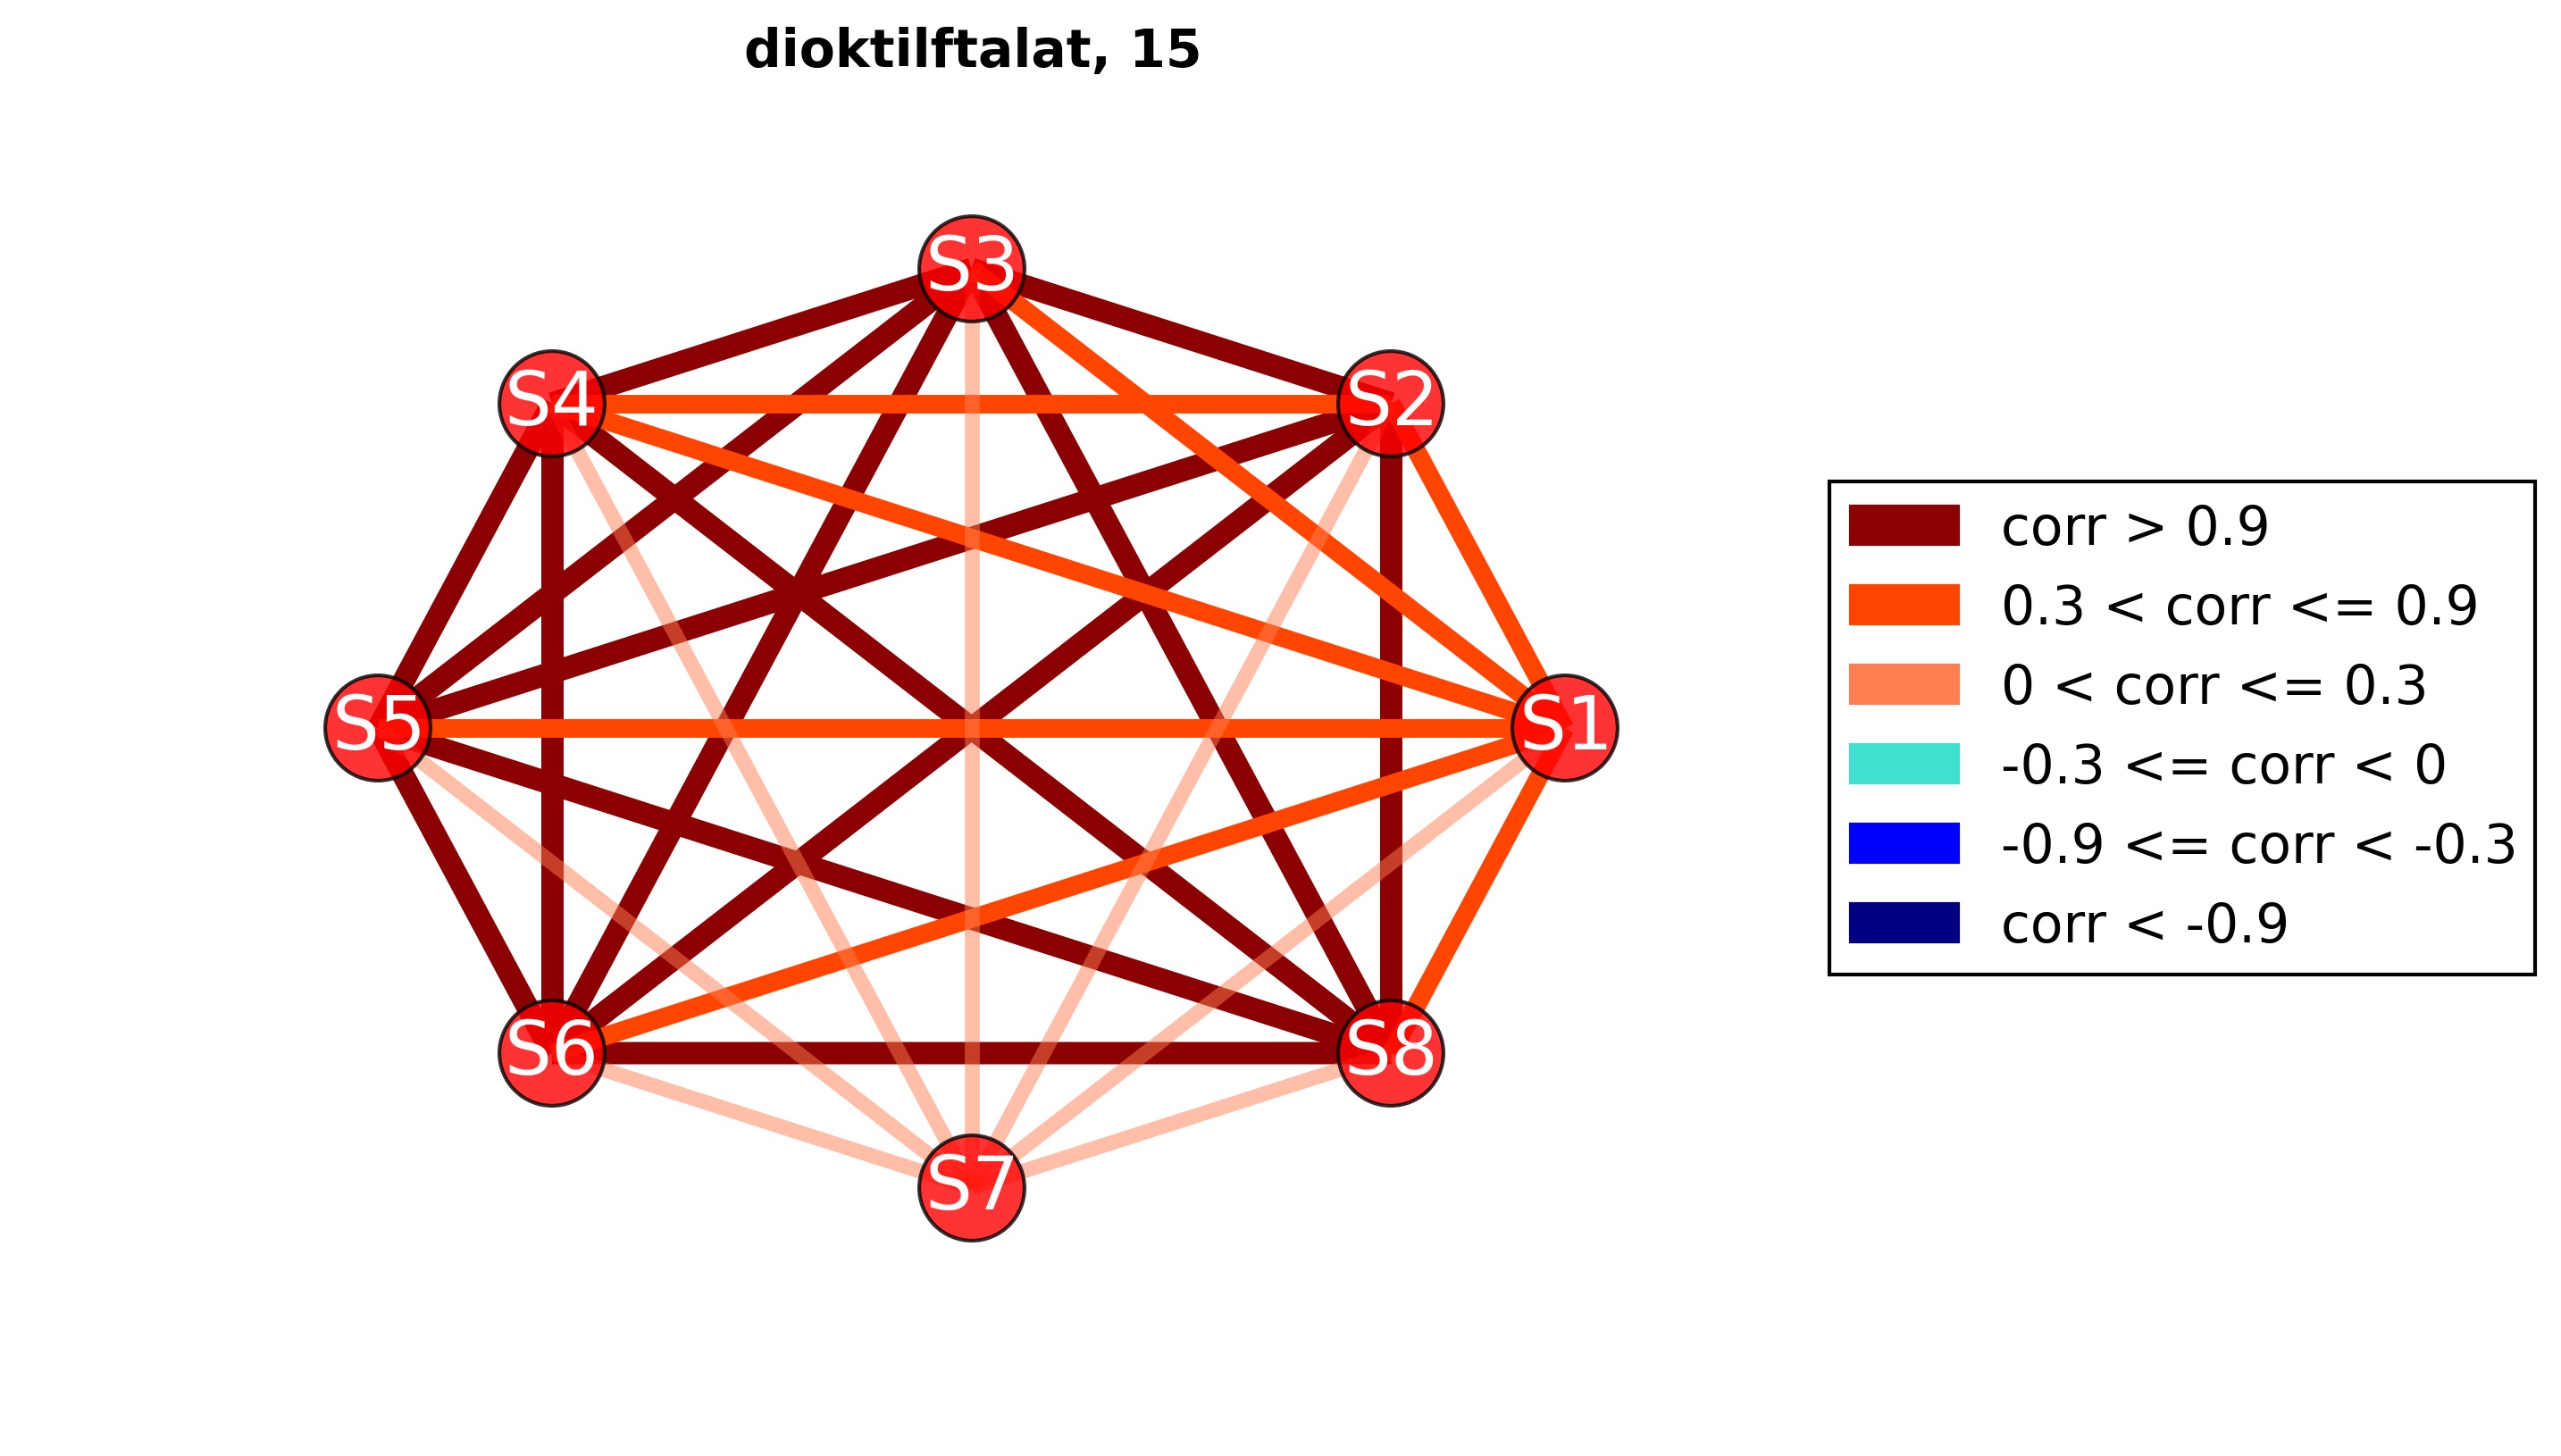 dioktilftalat, 15
S3
S4
S2
S5
S1
S6
S8
S7
corr > 0.9
0.3 < corr <= 0.9
0 < corr <= 0.3
-0.3 <= corr < 0
-0.9 <= corr < -0.3
corr < -0.9